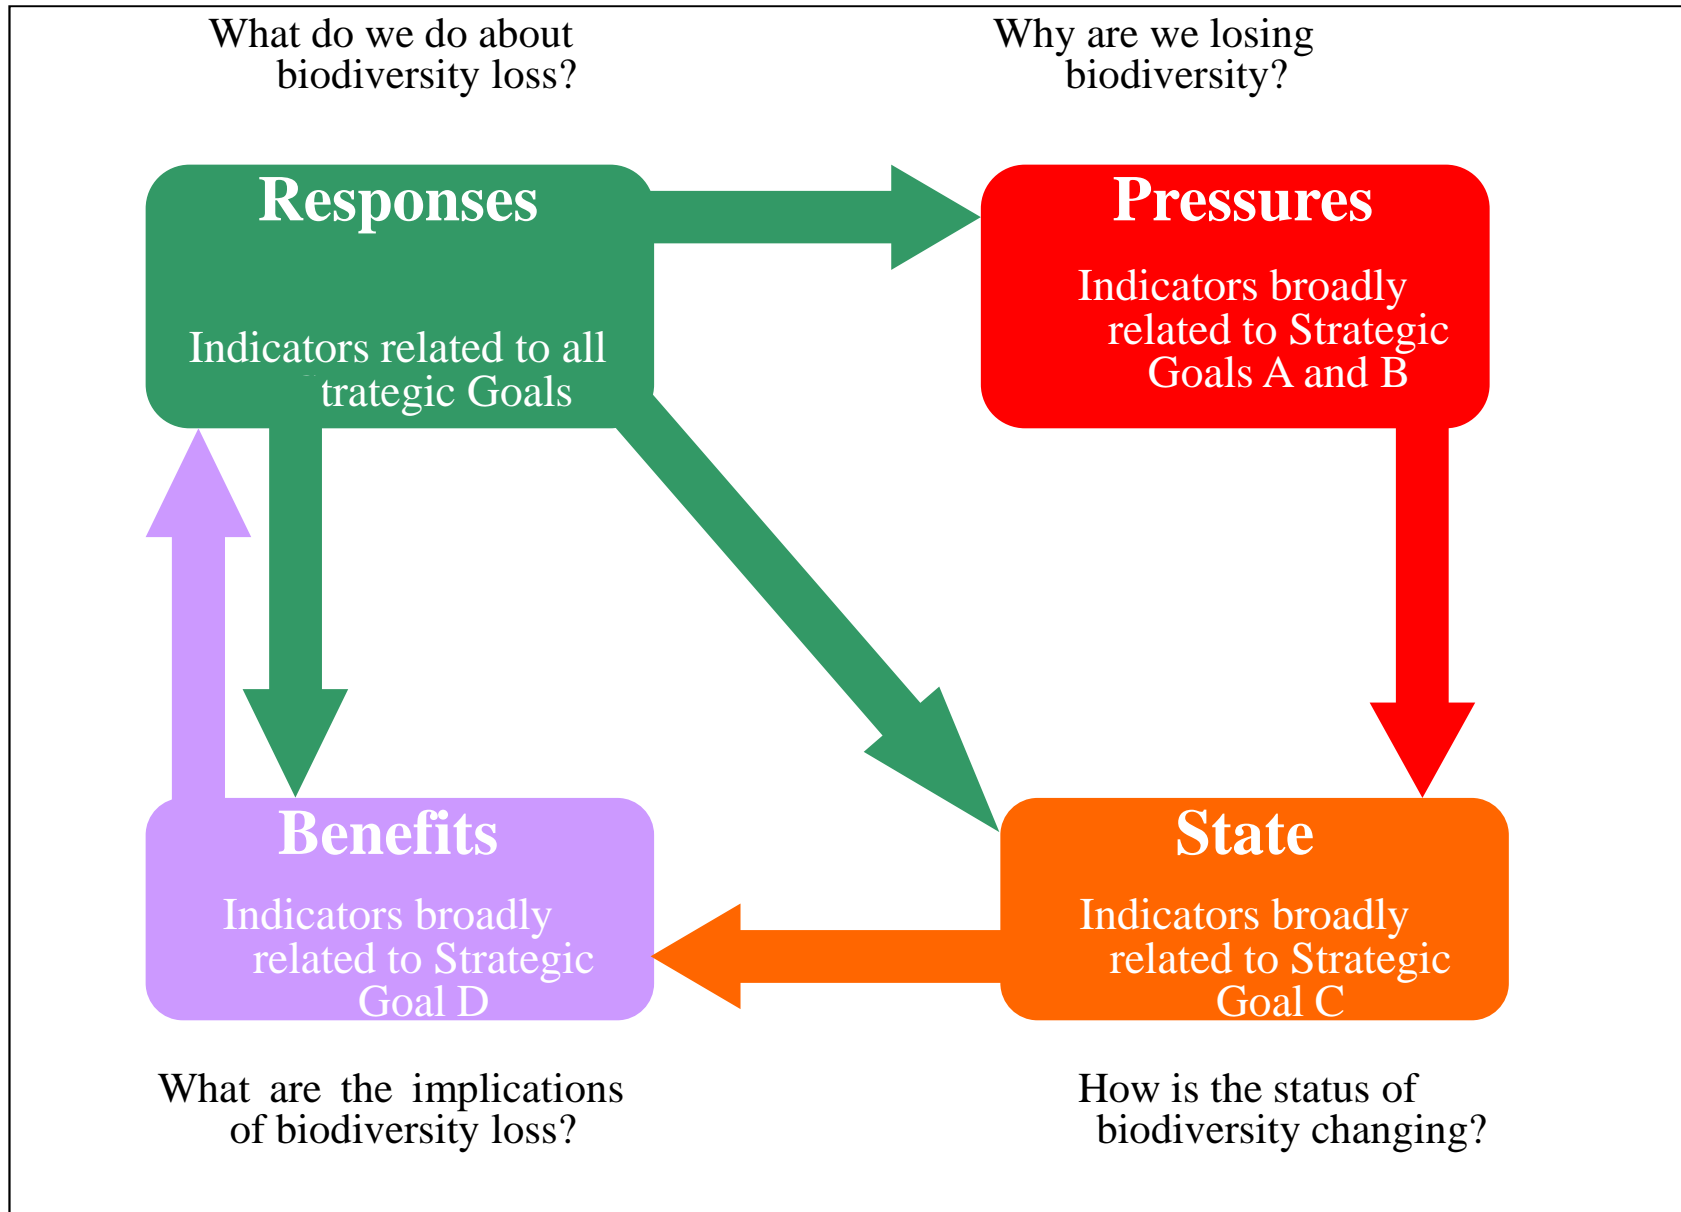 What do we do about
biodiversity loss?
Why are we losing
biodiversity?
Responses
Indicators related to all
trategic Goals
Pressures
Indicators broadly
related to Strategic
Goals A and B
Benefits
Indicators broadly
related to Strategic
Goal D
State
Indicators broadly
related to Strategic
Goal C
What are the implications
of biodiversity loss?
How is the status of
biodiversity changing?